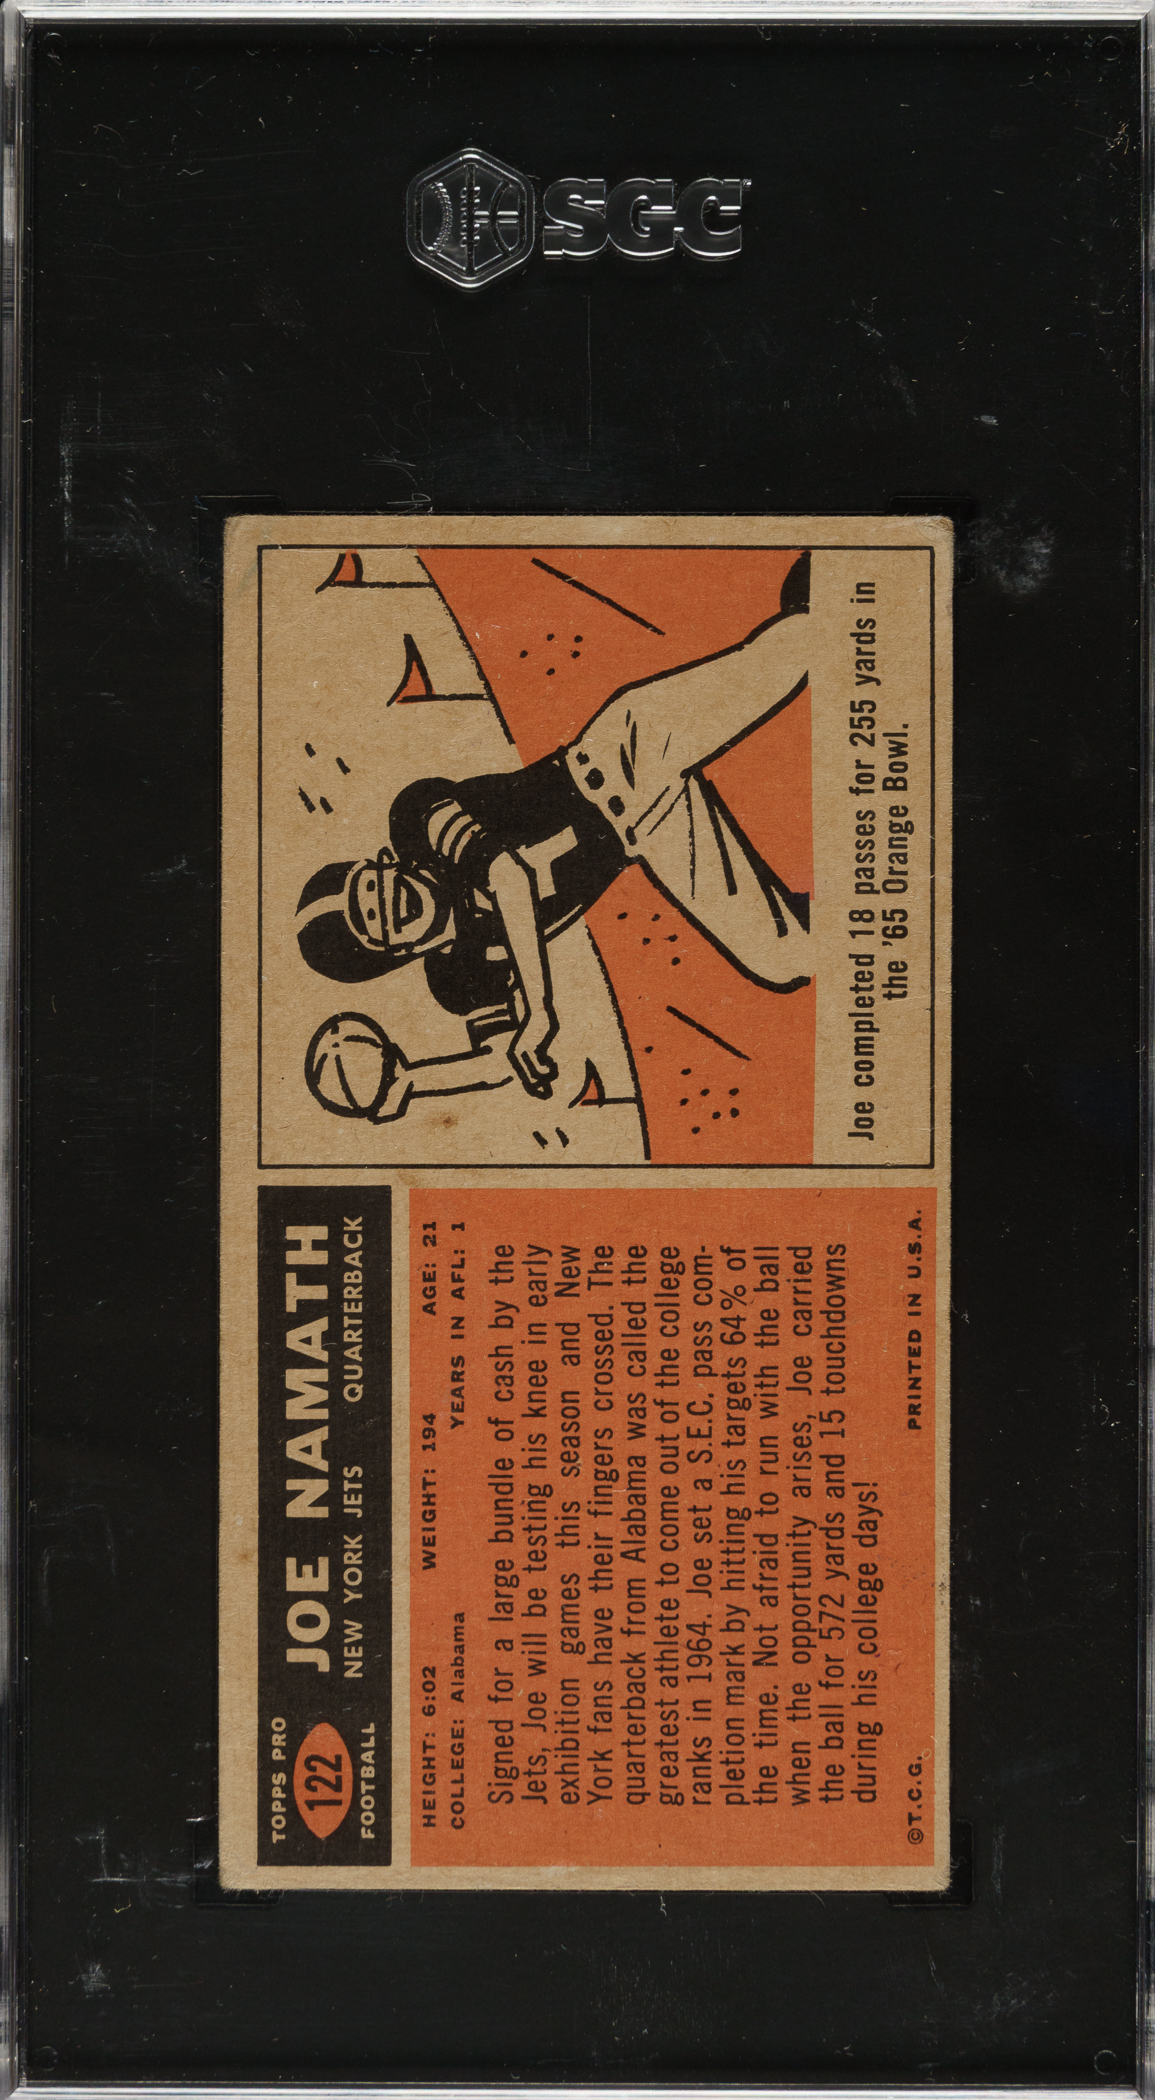 SGC
TOPPS PRO
122
FOOTBALL
JOE NAMATH
NEW YORK JETS QUARTERBACK
HEIGHT: 6:02 WEIGHT: 194 AGE: 21
COLLEGE: Alabama YEARS IN AFL: 1
Signed for a large bundle of cash by the
Jets, Joe will be testing his knee in early
exhibition games this season and New
York fans have their fingers crossed. The
quarterback from Alabama was called the
greatest athlete to come out of the college
ranks in 1964. Joe set a S.E.C. pass com-
pletion mark by hitting his targets 64% of
the time. Not afraid to run with the ball
when the opportunity arises, Joe carried
the ball for 572 yards and 15 touchdowns
during his college days!
©T.C.G. PRINTED IN U.S.A.
Joe completed 18 passes for 255 yards in
the '65 Orange Bowl.